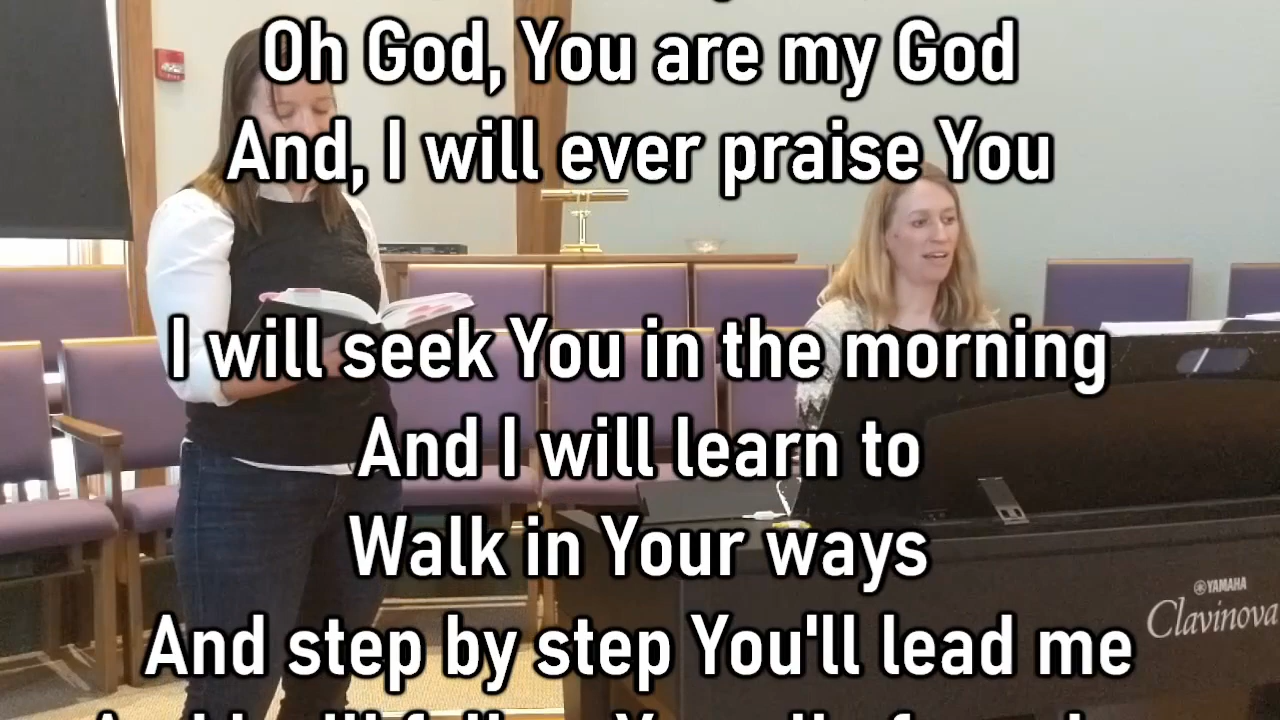 Oh God, You are my God
And, I will ever praise You
I will seek You in the morning
And I will learn to
Walk in Your ways
And step by step You'll lead me
YAMAHA
Clavinova